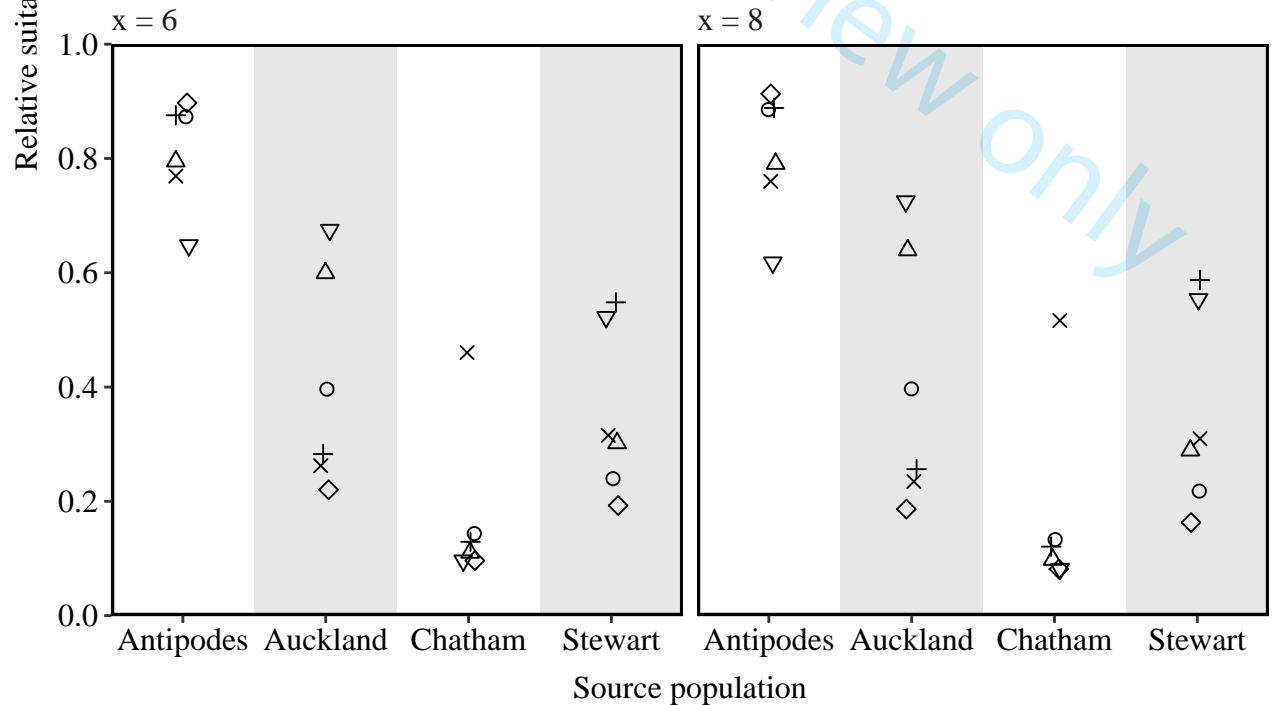 x = 6
x = 8
Relative
1.0
0.8
0.6
0.4
0.2
0.0
Antipodes Auckland Chatham Stewart
Antipodes Auckland Chatham Stewart
Source population
only